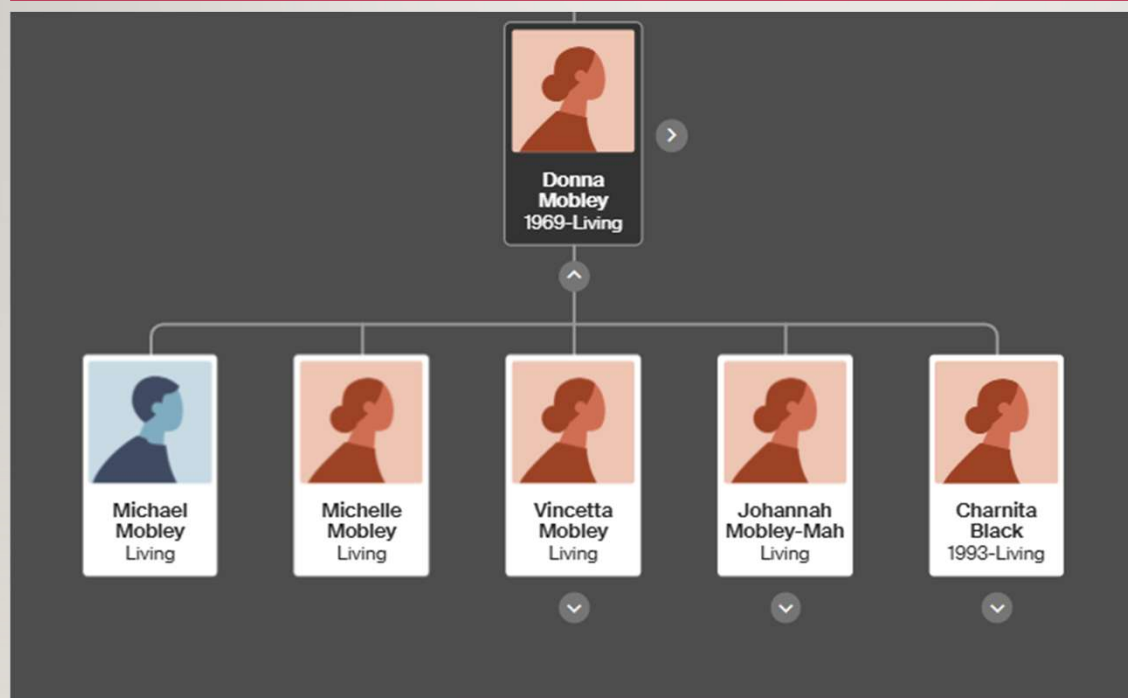 Donna
Mobley
1969-Living
Michael
Mobley
Living
Michelle
Mobley
Living
Vincetta
Mobley
Living
Johannah
Mobley-Mah
Living
Charnita
Black
1993-Living